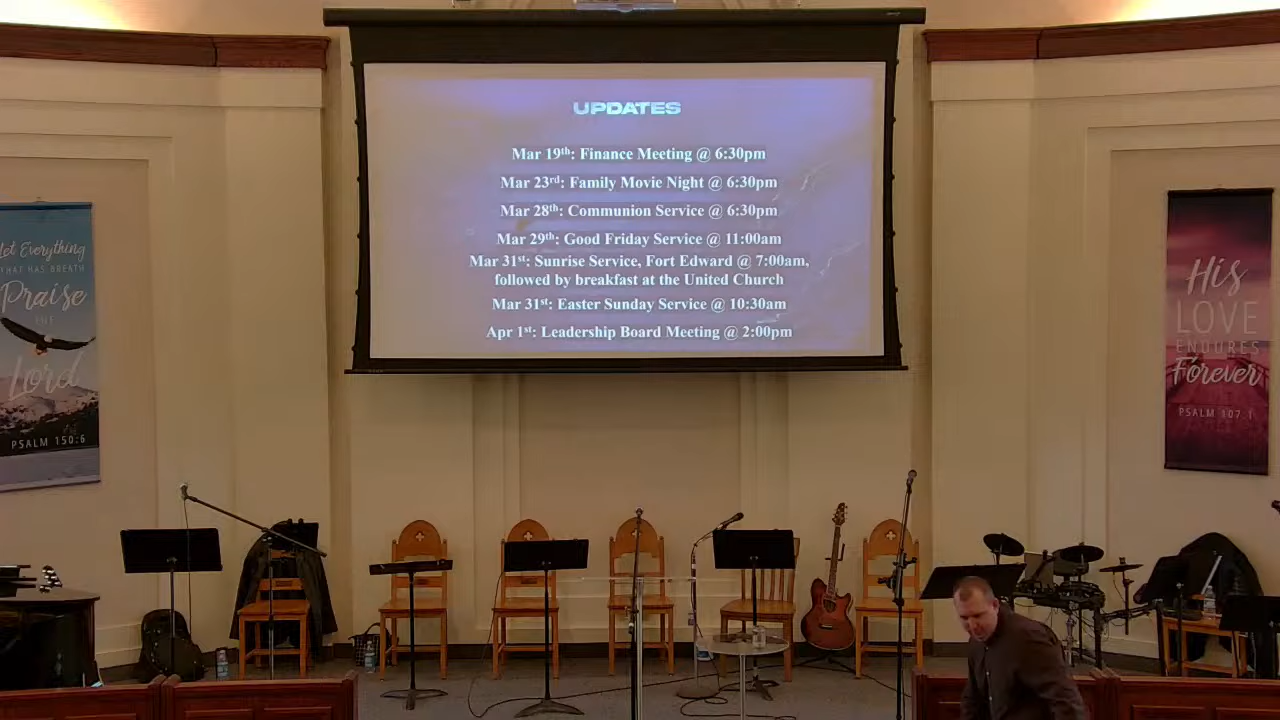 UPDATES
Mar 19th: Finance Meeting @ 6:30pm
Mar 23rd: Family Movie Night @ 6:30pm
Mar 28th: Communion Service @ 6:30pm
Mar 29th: Good Friday Service @ 11:00am
Mar 31st: Sunrise Service, Fort Edward @ 7:00am,
followed by breakfast at the United Church
Mar 31st: Easter Sunday Service @ 10:30am
Apr 1st: Leadership Board Meeting @ 2:00pm
Let Everything
THAT HAS BREATH
Praise
THE
Lord
PSALM 150:6
His
LOVE
ENDURES
Forever
PSALM 107:1